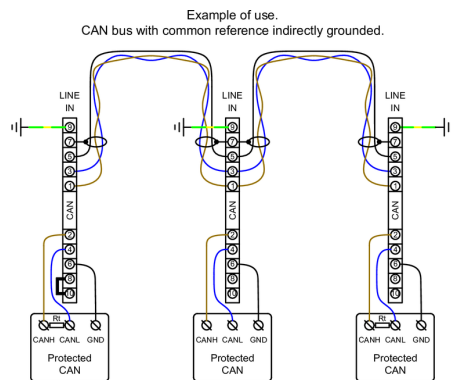 Example of use.
CAN bus with common reference indirectly grounded.
LINE
IN
9
7
5
3
1
CAN
2
4
6
8
10
Rt
CANH CANL GND
Protected
CAN
LINE
IN
9
7
5
3
1
CAN
2
4
6
8
10
CANH CANL GND
Protected
CAN
LINE
IN
9
7
5
3
1
CAN
2
4
6
8
10
Rt
CANH CANL GND
Protected
CAN